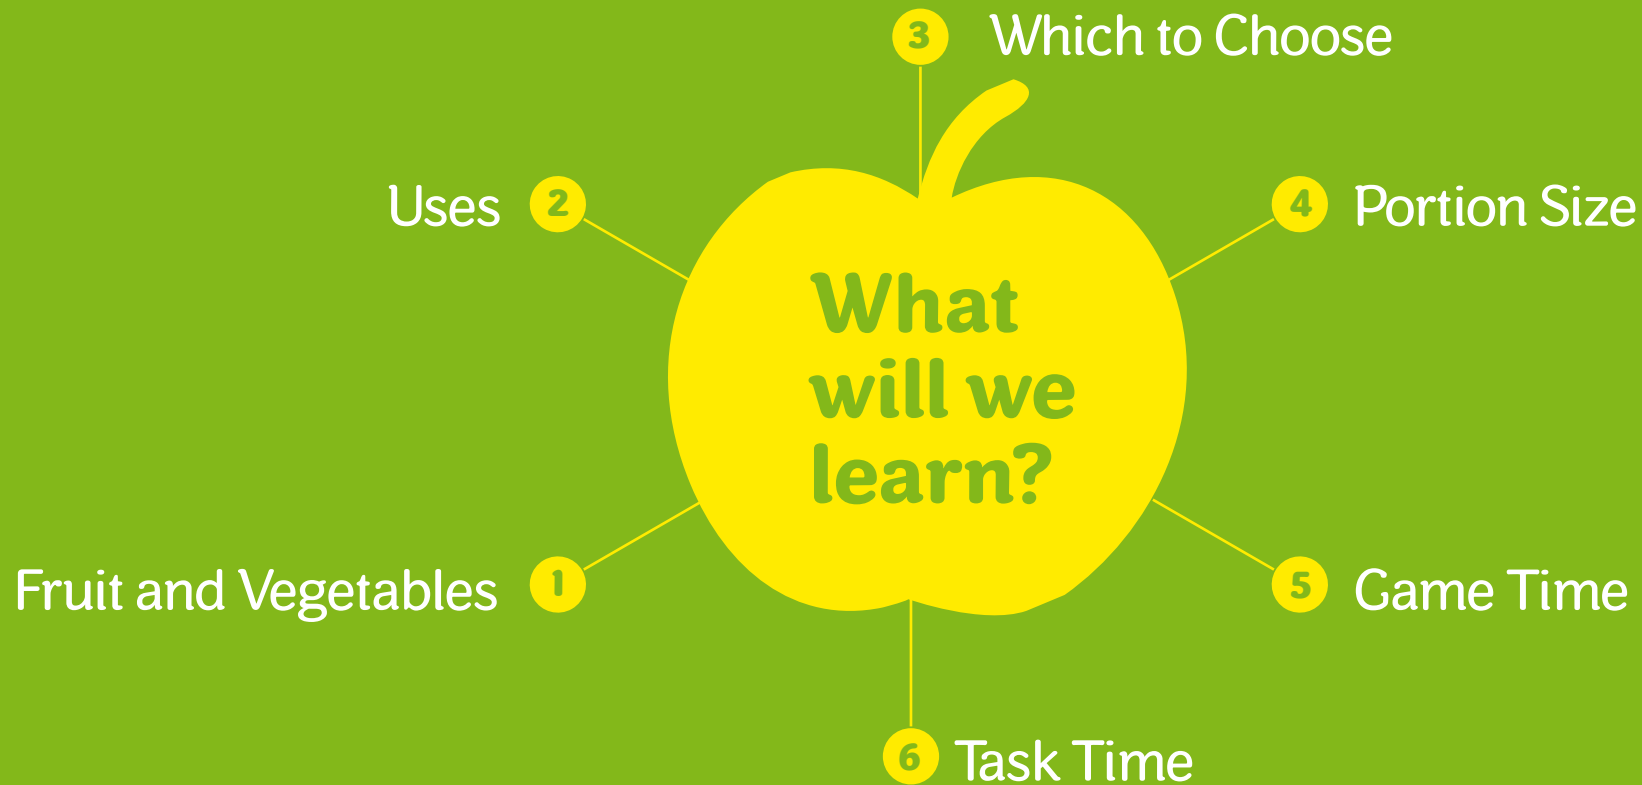 What
will we
learn?
1 Fruit and Vegetables
2 Uses
3 Which to Choose
4 Portion Size
5 Game Time
6 Task Time